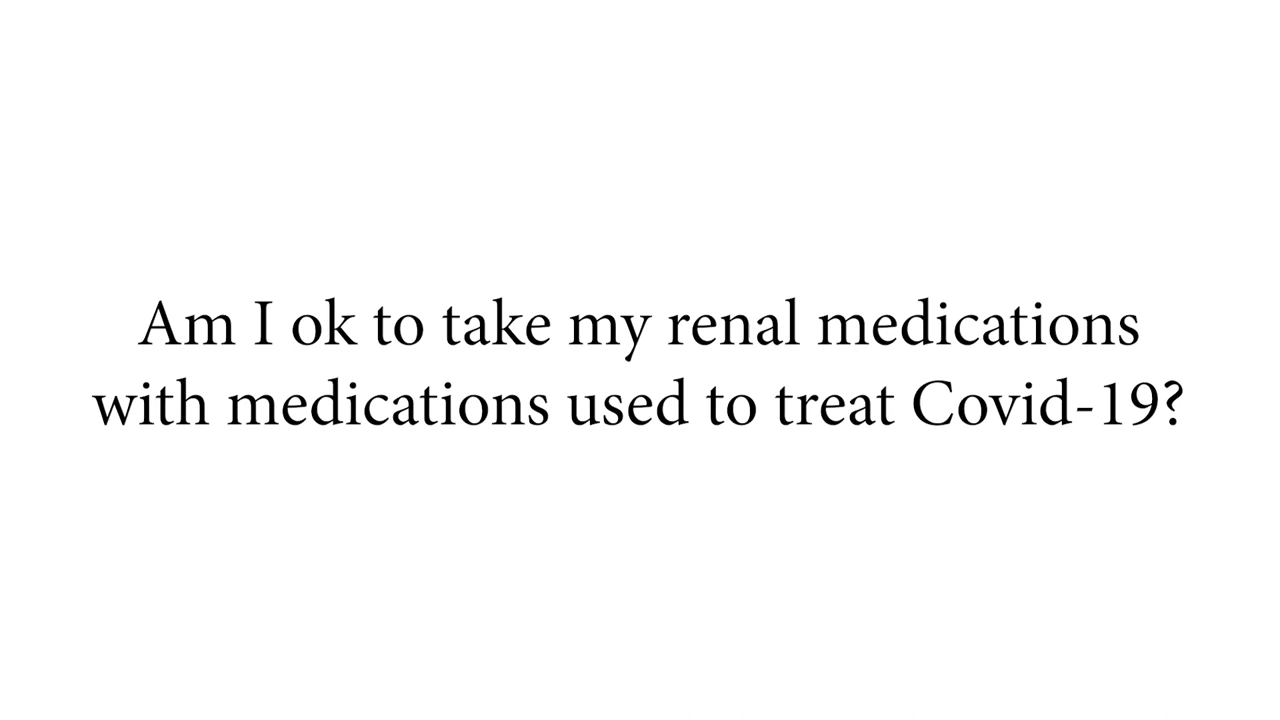 Am I ok to take my renal medications
with medications used to treat Covid-19?